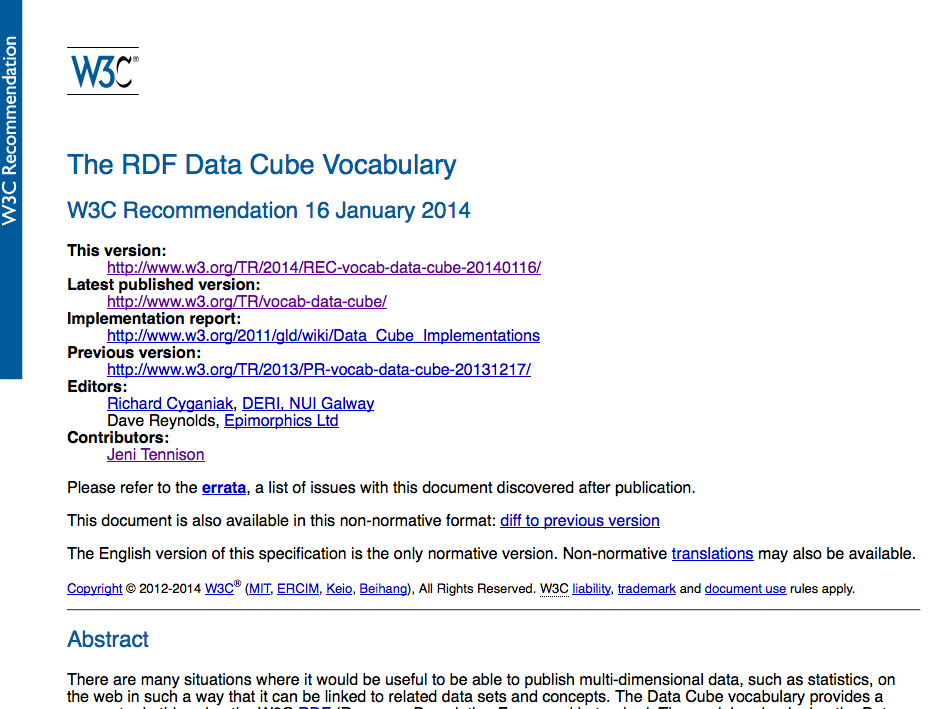 W3C Recommendation
W3C®
The RDF Data Cube Vocabulary
W3C Recommendation 16 January 2014
This version:
http://www.w3.org/TR/2014/REC-vocab-data-cube-20140116/
Latest published version:
http://www.w3.org/TR/vocab-data-cube/
Implementation report:
http://www.w3.org/2011/gld/wiki/Data_Cube_Implementations
Previous version:
http://www.w3.org/TR/2013/PR-vocab-data-cube-20131217/
Editors:
Richard Cyganiak, DERI, NUI Galway
Dave Reynolds, Epimorphics Ltd
Contributors:
Jeni Tennison
Please refer to the errata, a list of issues with this document discovered after publication.
This document is also available in this non-normative format: diff to previous version
The English version of this specification is the only normative version. Non-normative translations may also be available.
Copyright © 2012-2014 W3C® (MIT, ERCIM, Keio, Beihang), All Rights Reserved. W3C liability, trademark and document use rules apply.
Abstract
There are many situations where it would be useful to be able to publish multi-dimensional data, such as statistics, on
the web in such a way that it can be linked to related data sets and concepts. The Data Cube vocabulary provides a